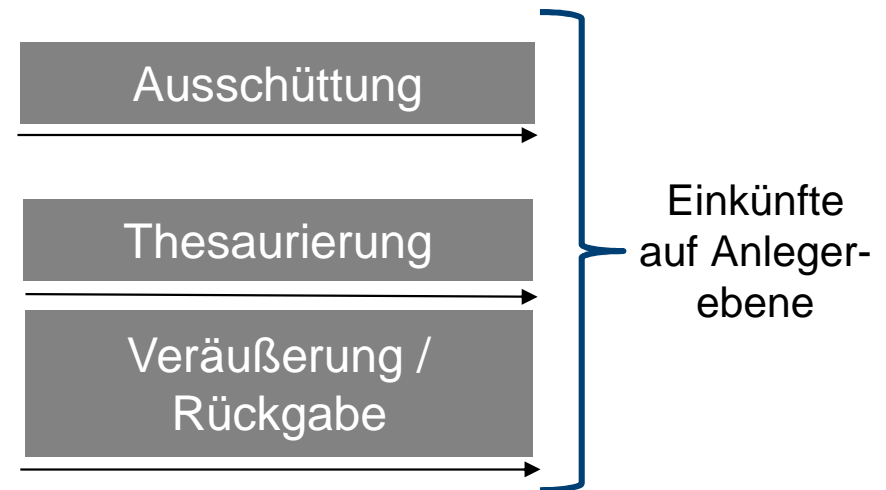 Ausschüttung
Thesaurierung
Veräußerung /
Rückgabe
Einkünfte
auf Anleger-
ebene